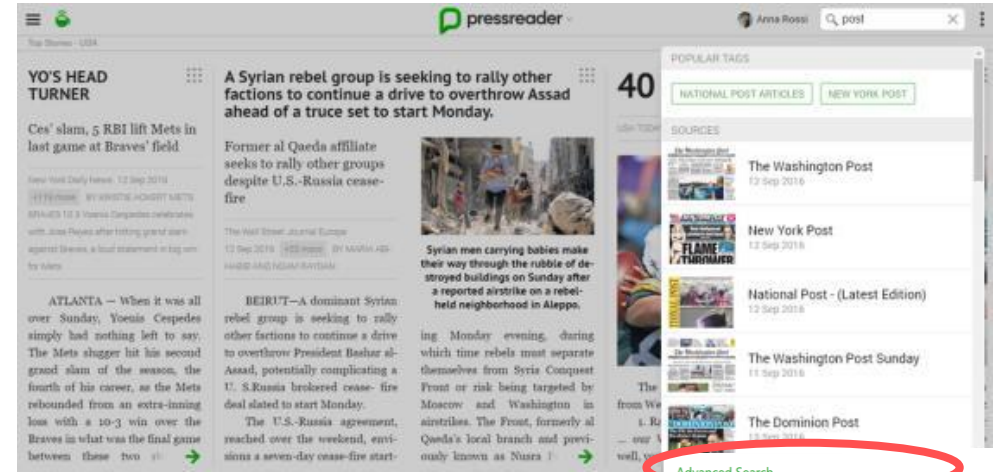 pressreader
Anna Rossi
post
Top Stories - USA
YO'S HEAD
TURNER
Ces' slam, 5 RBI lift Mets in
last game at Braves' field
New York Daily News 12 Sep 2016
ATLANTA — When it was all
over Sunday, Yoenis Cespedes
simply had nothing left to say.
The Mets slugger hit his second
grand slam of the season, the
fourth of his career, as the Mets
rebounded from an extra-inning
loss with a 10-3 win over the
Braves in what was the final game
between these two
A Syrian rebel group is seeking to rally other
factions to continue a drive to overthrow Assad
ahead of a truce set to start Monday.
Former al Qaeda affiliate
seeks to rally other groups
despite U.S.-Russia cease-
fire
The Wall Street Journal Europe
12 Sep 2016
BEIRUT—A dominant Syrian
rebel group is seeking to rally
other factions to continue a drive
to overthrow President Bashar al-
Assad, potentially complicating a
U. S.Russia brokered cease- fire
deal slated to start Monday.
The U.S.-Russia agreement,
reached over the weekend, envi-
sions a seven-day cease-fire start-
Syrian men carrying babies make
their way through the rubble of de-
stroyed buildings on Sunday after
a reported airstrike on a rebel-
held neighborhood in Aleppo.
ing Monday evening, during
which time rebels must separate
themselves from Syria Conquest
Front or risk being targeted by
Moscow and Washington in
airstrikes. The Front, formerly al
Qaeda's local branch and previ-
ously known as Nusra
40
The
from We
POPULAR TAGS
NATIONAL POST ARTICLES
NEW YORK POST
SOURCES
The Washington Post
12 Sep 2016
New York Post
12 Sep 2016
FLAME
THROWER
National Post - (Latest Edition)
12 Sep 2016
The Washington Post Sunday
11 Sep 2016
The Dominion Post
Advanced Search